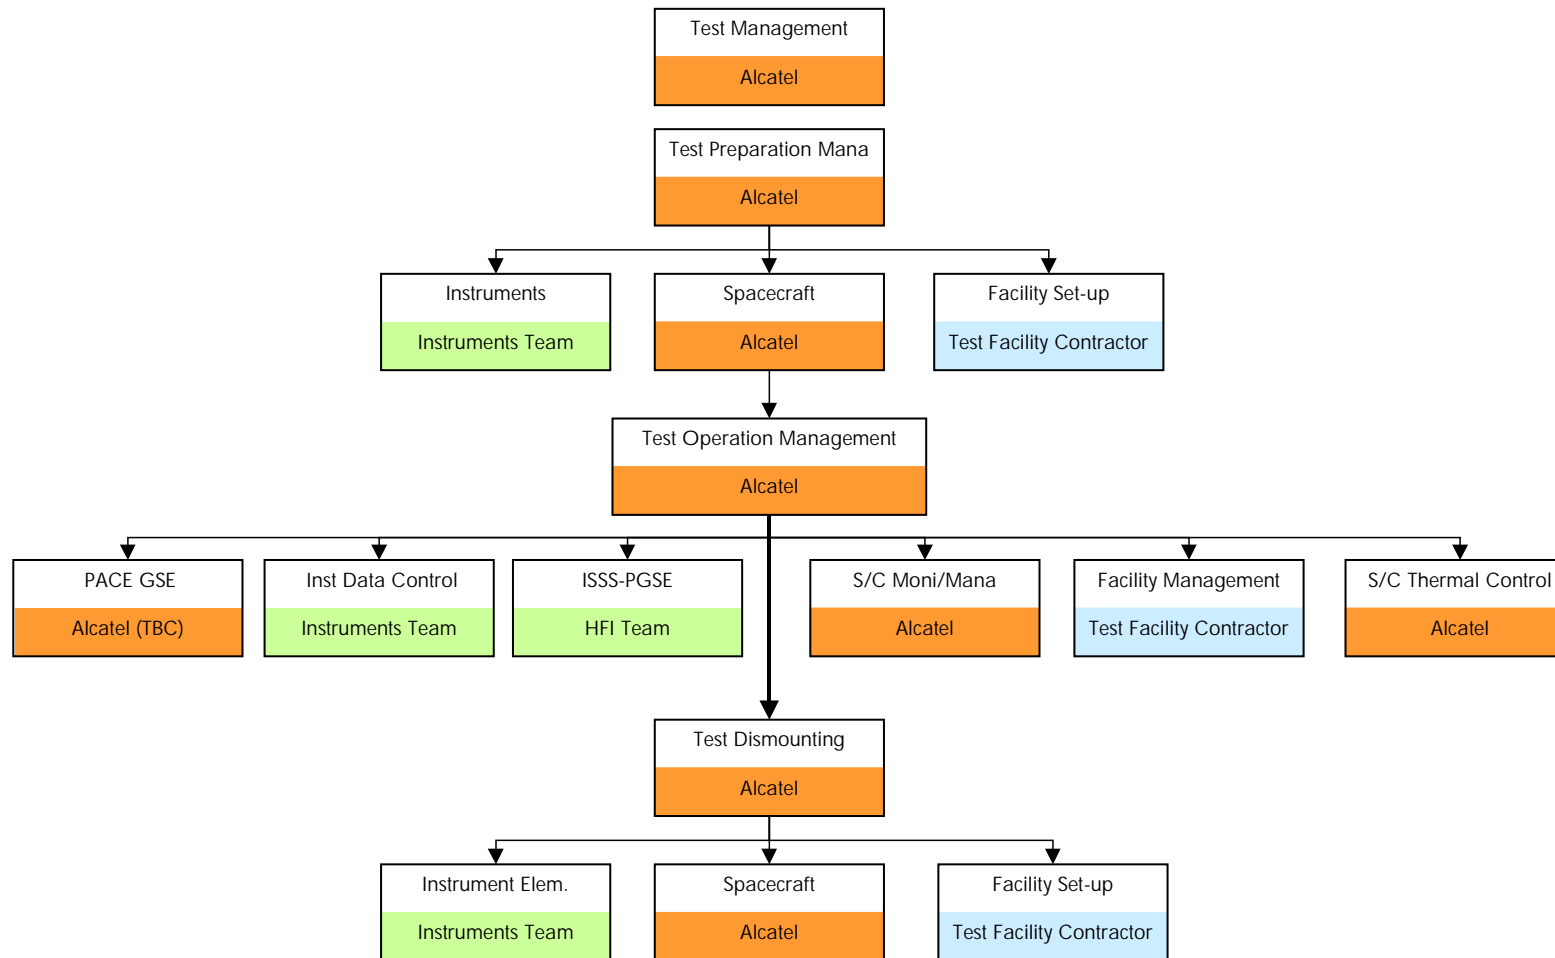 Test Management
Alcatel
Test Preparation Mana
Alcatel
Instruments
Instruments Team
Spacecraft
Alcatel
Facility Set-up
Test Facility Contractor
Test Operation Management
Alcatel
PACE GSE
Alcatel (TBC)
Inst Data Control
Instruments Team
ISSS-PGSE
HFI Team
S/C Moni/Mana
Alcatel
Facility Management
Test Facility Contractor
S/C Thermal Control
Alcatel
Test Dismounting
Alcatel
Instrument Elem.
Instruments Team
Spacecraft
Alcatel
Facility Set-up
Test Facility Contractor